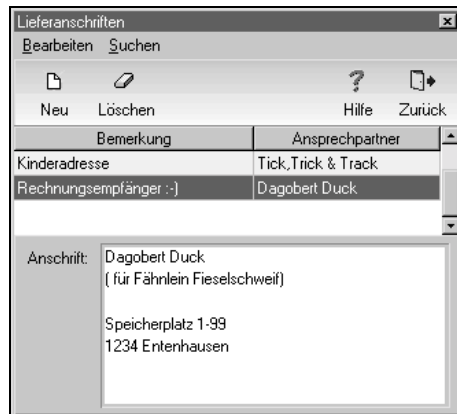 Lieferanschriften
Bearbeiten Suchen
Neu Löschen Hilfe Zurück
Bemerkung Ansprechpartner
Kinderadresse Tick,Trick & Track
Rechnungsempfänger :-) Dagobert Duck
Anschrift: Dagobert Duck
( für Fähnlein Fieselschweif)
Speicherplatz 1-99
1234 Entenhausen